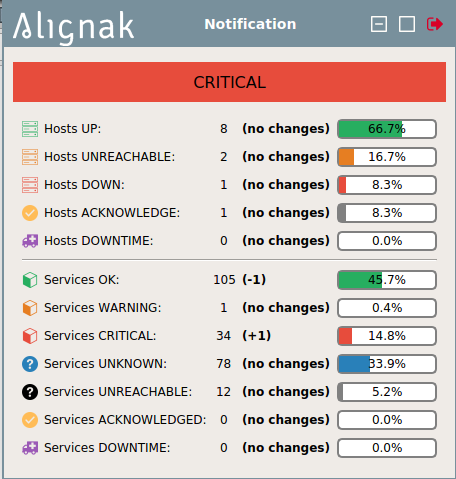 Alignak
Notification
CRITICAL
Hosts UP: 8 (no changes) 66.7%
Hosts UNREACHABLE: 2 (no changes) 16.7%
Hosts DOWN: 1 (no changes) 8.3%
Hosts ACKNOWLEDGE: 1 (no changes) 8.3%
Hosts DOWNTIME: 0 (no changes) 0.0%
Services OK: 105 (-1) 45.7%
Services WARNING: 1 (no changes) 0.4%
Services CRITICAL: 34 (+1) 14.8%
Services UNKNOWN: 78 (no changes) 33.9%
Services UNREACHABLE: 12 (no changes) 5.2%
Services ACKNOWLEDGED: 0 (no changes) 0.0%
Services DOWNTIME: 0 (no changes) 0.0%